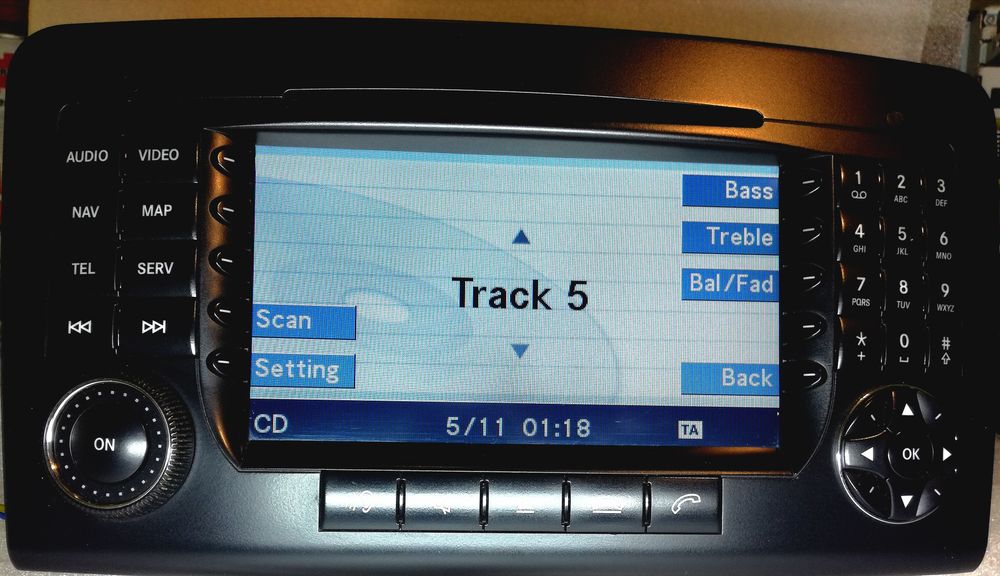 AUDIO VIDEO
NAV MAP
TEL SERV
ON
Bass
Treble
Track 5
Bal/Fad
Scan
Setting
Back
CD 5/11 01:18 TA
1 2 ABC 3 DEF
4 GHI 5 JKL 6 MNO
7 PQRS 8 TUV 9 WXYZ
* + 0 #
OK